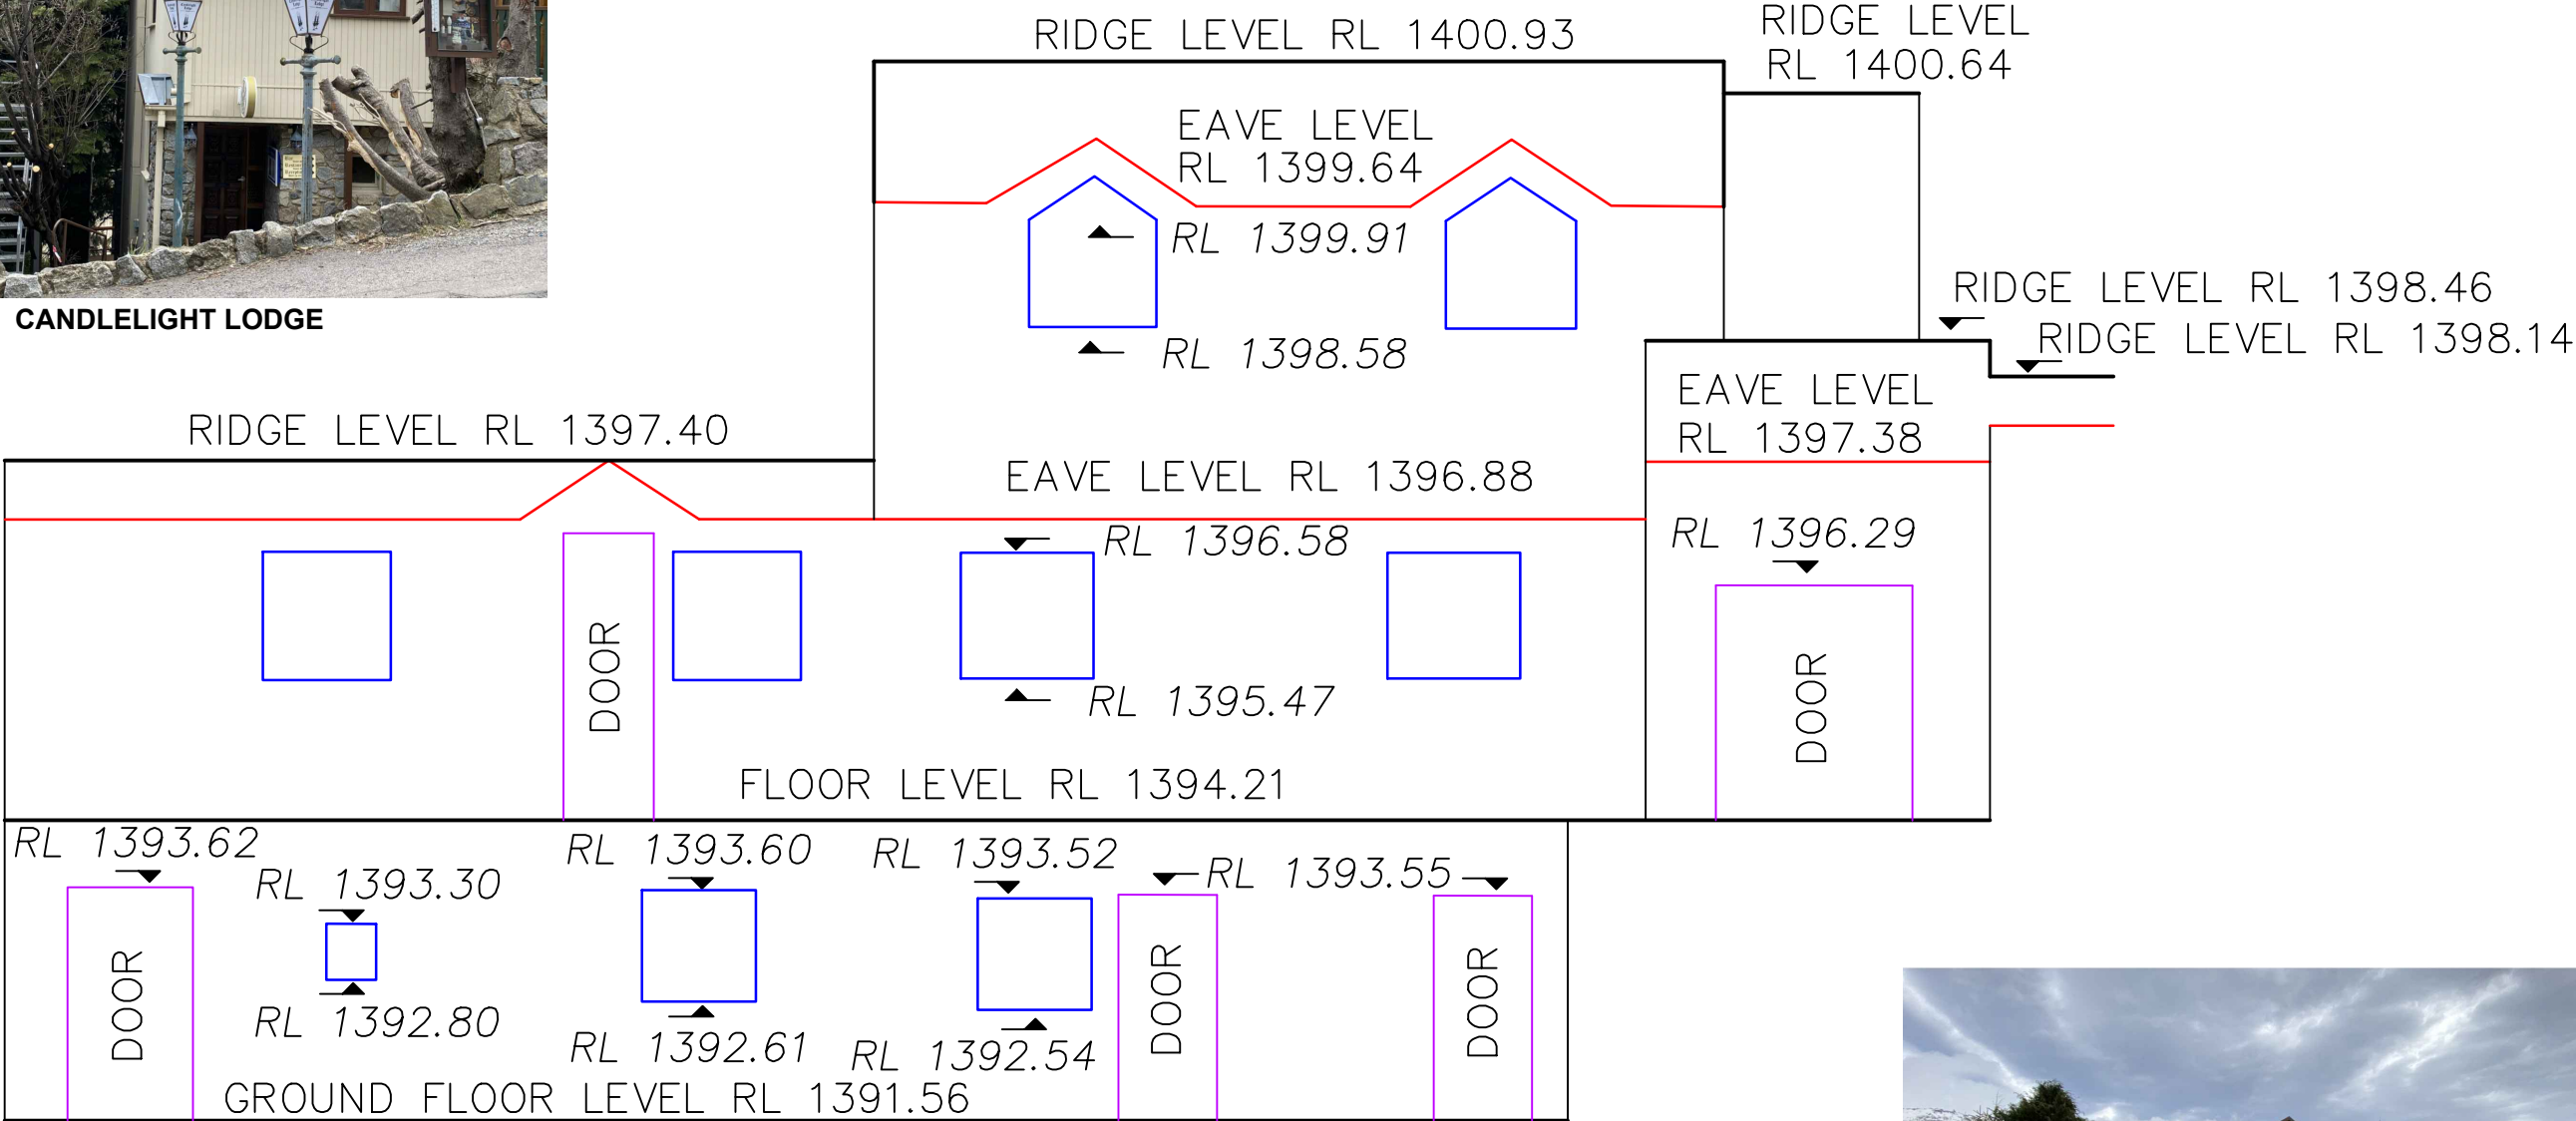 RIDGE LEVEL RL 1400.93
RIDGE LEVEL
RL 1400.64
EAVE LEVEL
RL 1399.64
RL 1399.91
RL 1398.58
CANDLELIGHT LODGE
RIDGE LEVEL RL 1398.46
RIDGE LEVEL RL 1398.14
EAVE LEVEL
RL 1397.38
RIDGE LEVEL RL 1397.40
EAVE LEVEL RL 1396.88
RL 1396.58
RL 1396.29
DOOR
DOOR
RL 1395.47
FLOOR LEVEL RL 1394.21
RL 1393.62
RL 1393.60
RL 1393.52
RL 1393.55
RL 1393.30
DOOR
DOOR
DOOR
RL 1392.80
RL 1392.61
RL 1392.54
GROUND FLOOR LEVEL RL 1391.56